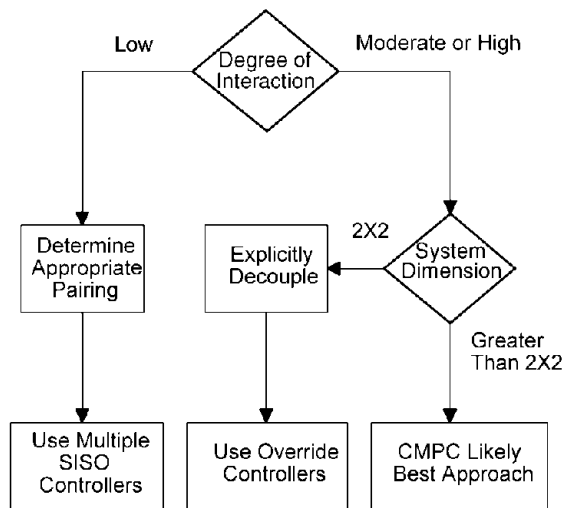 Low
Degree of
Interaction
Moderate or High
Determine
Appropriate
Pairing
Explicitly
Decouple
2X2
System
Dimension
Greater
Than 2X2
Use Multiple
SISO
Controllers
Use Override
Controllers
CMPC Likely
Best Approach